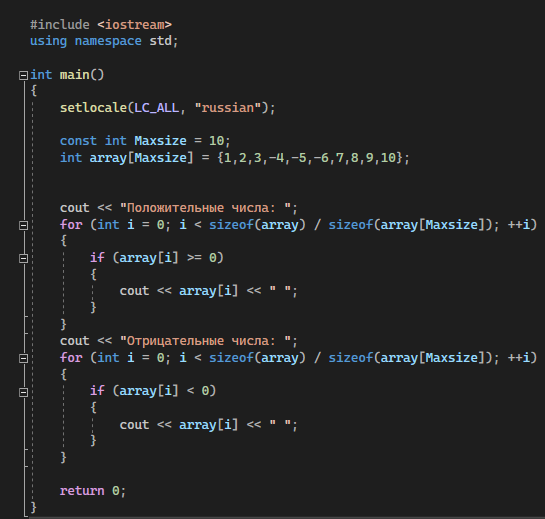 #include <iostream>
using namespace std;
int main()
{
setlocale(LC_ALL, "russian");
const int Maxsize = 10;
int array[Maxsize] = {1,2,3,-4,-5,-6,7,8,9,10};
cout << "Положительные числа: ";
for (int i = 0; i < sizeof(array) / sizeof(array[Maxsize]); ++i)
{
if (array[i] >= 0)
{
cout << array[i] << " ";
}
}
cout << "Отрицательные числа: ";
for (int i = 0; i < sizeof(array) / sizeof(array[Maxsize]); ++i)
{
if (array[i] < 0)
{
cout << array[i] << " ";
}
}
return 0;
}